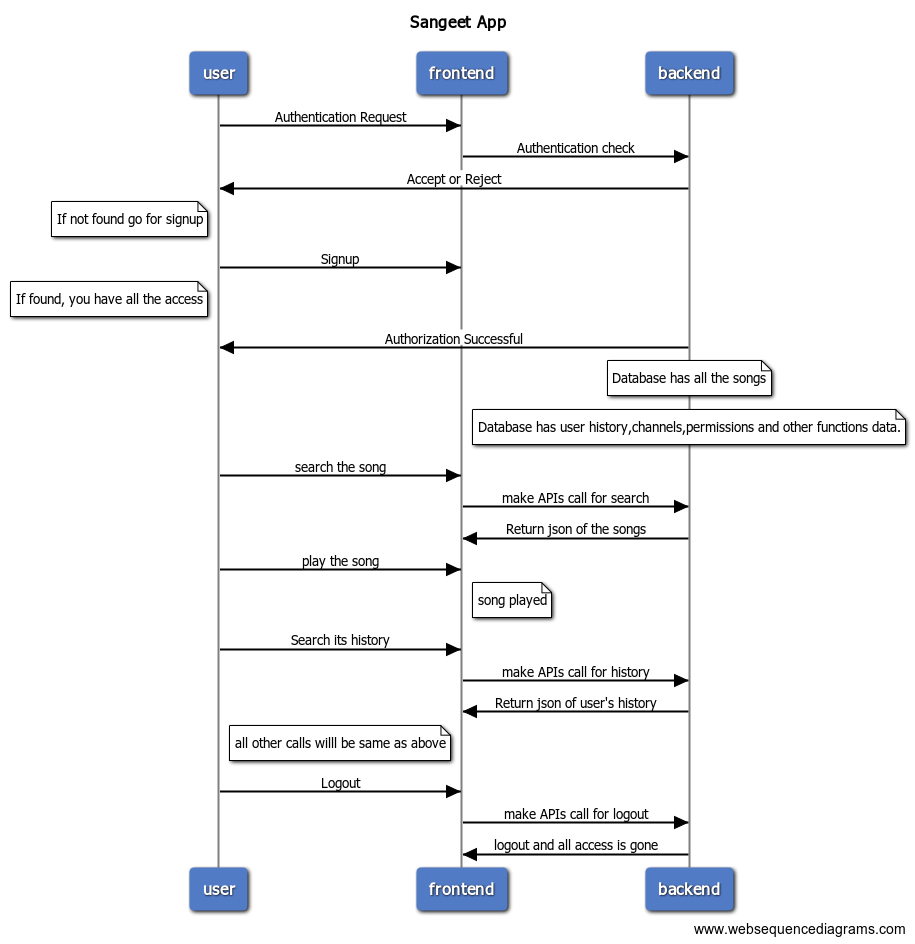 Sangeet App
user
frontend
backend
Authentication Request
Authentication check
Accept or Reject
If not found go for signup
Signup
If found, you have all the access
Authorization Successful
Database has all the songs
Database has user history,channels,permissions and other functions data.
search the song
make APIs call for search
Return json of the songs
play the song
song played
Search its history
make APIs call for history
Return json of user's history
all other calls willl be same as above
Logout
make APIs call for logout
logout and all access is gone
user
frontend
backend
www.websequencediagrams.com